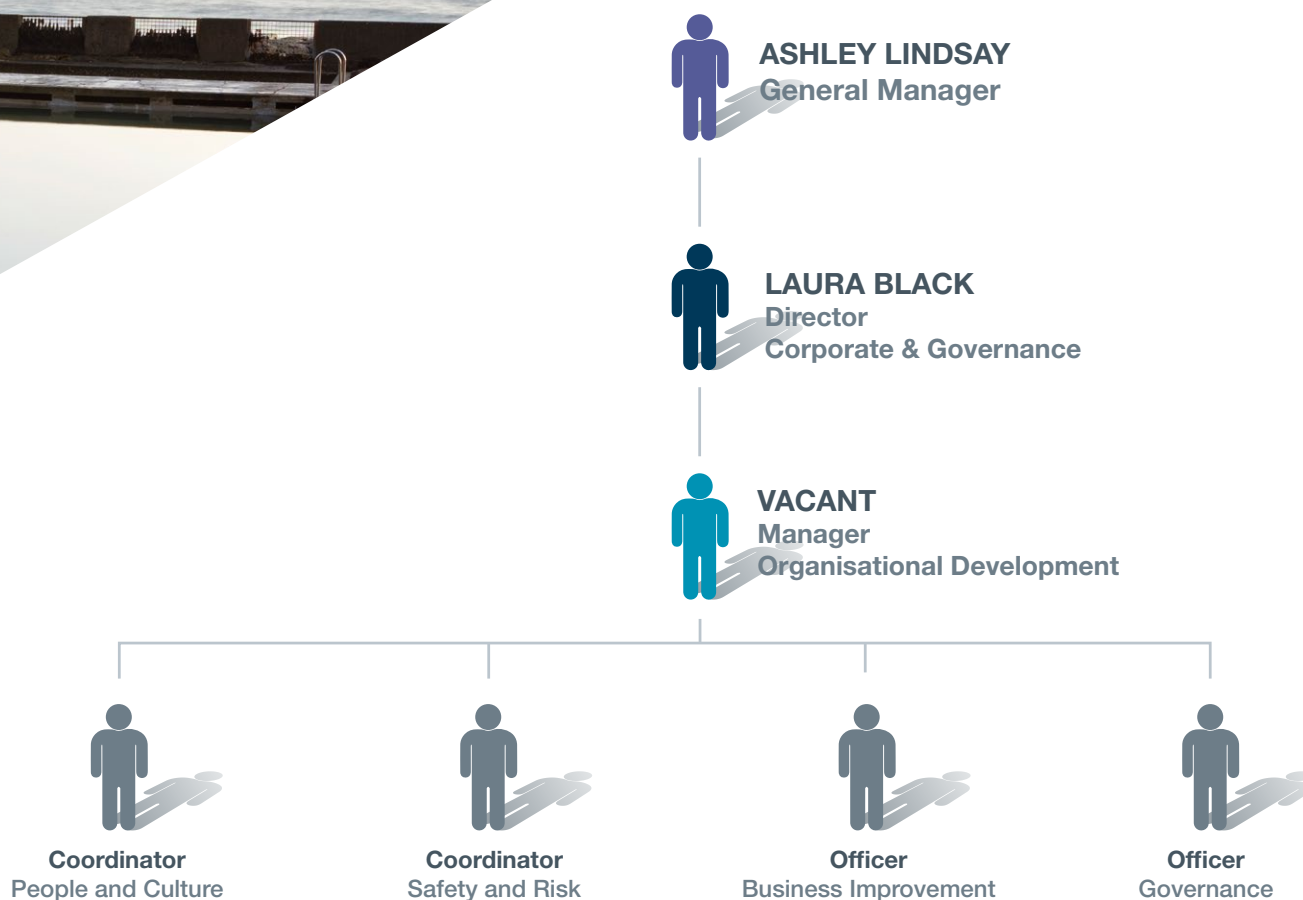 ASHLEY LINDSAY
General Manager
LAURA BLACK
Director
Corporate & Governance
VACANT
Manager
Organisational Development
Coordinator
People and Culture
Coordinator
Safety and Risk
Officer
Business Improvement
Officer
Governance